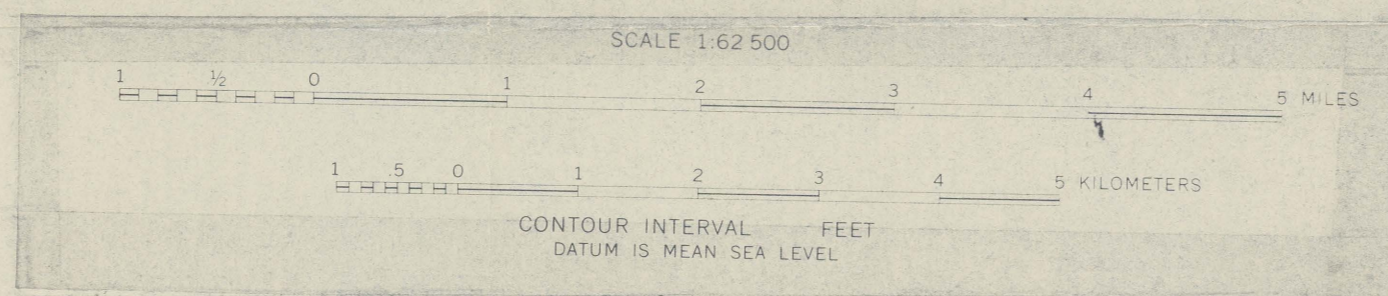 SCALE 1:62 500
1 ½ 0 1 2 3 4 5 MILES
1 .5 0 1 2 3 4 5 KILOMETERS
CONTOUR INTERVAL FEET
DATUM IS MEAN SEA LEVEL